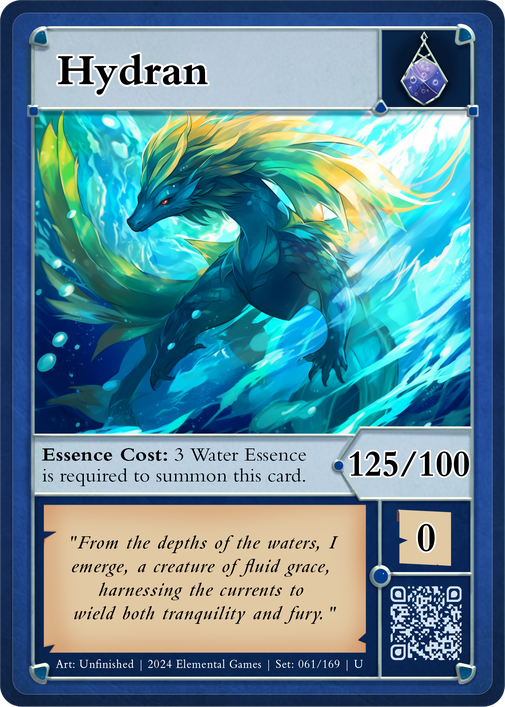 Hydran
Essence Cost: 3 Water Essence
is required to summon this card.
125/100
"From the depths of the waters, I
emerge, a creature of fluid grace,
harnessing the currents to
wield both tranquility and fury."
0
Art: Unfinished | 2024 Elemental Games | Set: 061/169 | U